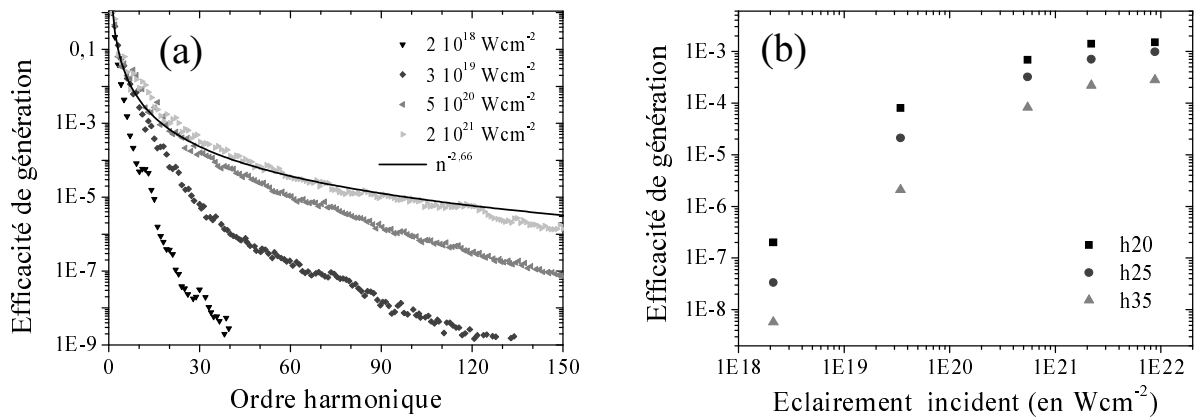 (a)
0,1
1E-3
1E-5
1E-7
1E-9
0
30
60
90
120
150
Efficacité de génération
Ordre harmonique
2 10^18 Wcm^-2
3 10^19 Wcm^-2
5 10^20 Wcm^-2
2 10^21 Wcm^-2
n^-2.66
(b)
1E-3
1E-4
1E-5
1E-6
1E-7
1E-8
1E18
1E19
1E20
1E21
1E22
Efficacité de génération
Eclairement incident (en Wcm^-2)
h20
h25
h35